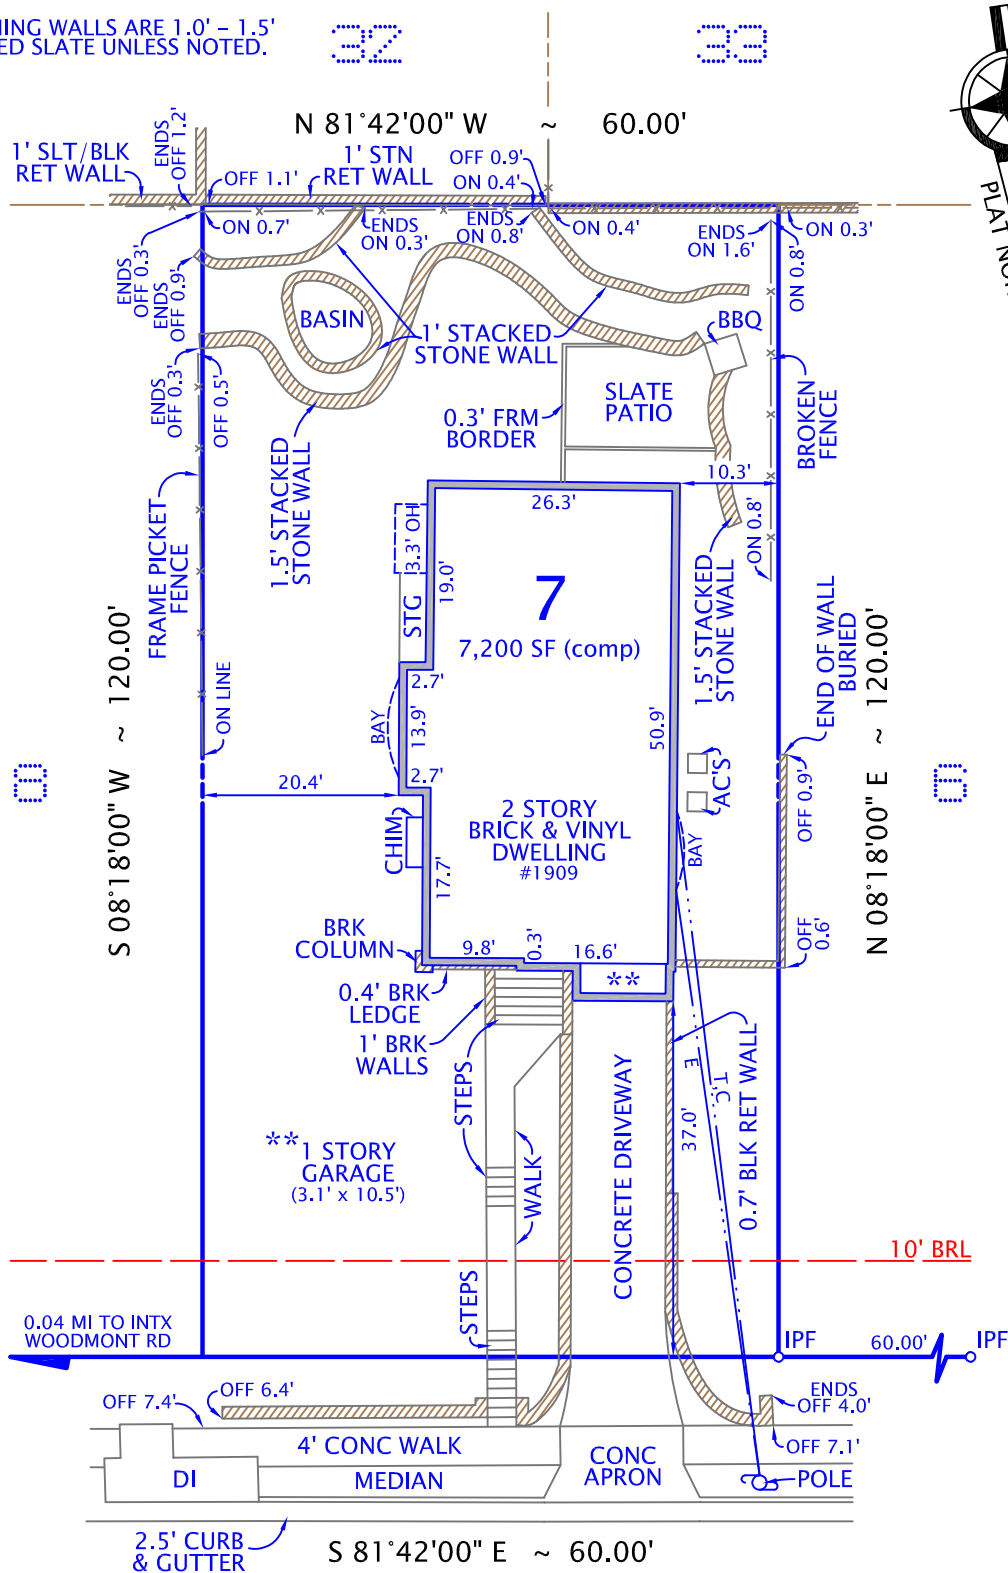 ED SLATE UNLESS NOTED.
WALLS ARE 1.0' – 1.5'
32
33
N 81°42'00" W ~ 60.00'
PLAT
1' SLT/BLK
RET WALL
ENDS
OFF 1.2'
OFF 1.1'
1' STN
RET WALL
OFF 0.9'
ON 0.4'
ON 0.7'
ENDS
ON 0.3'
ENDS
ON 0.8'
ON 0.4'
ENDS
ON 1.6'
ON 0.8'
ON 0.3'
ENDS
OFF 0.3'
ENDS
OFF 0.9'
BASIN
1' STACKED
STONE WALL
BBQ
ENDS
OFF 0.3'
OFF 0.5'
0.3' FRM
BORDER
SLATE
PATIO
BROKEN
FENCE
1.5' STACKED
STONE WALL
10.3'
26.3'
3.3' OH
19.0'
STG
ON 0.8'
FRAME PICKET
FENCE
7
7,200 SF (comp)
1.5' STACKED
STONE WALL
END OF WALL
BURIED
S 08°18'00" W ~ 120.00'
N 08°18'00" E ~ 120.00'
ON LINE
2.7'
BAY
13.9'
50.9'
2.7'
20.4'
AC'S
OFF 0.9'
8
6
2 STORY
BRICK & VINYL
DWELLING
#1909
CHIM
17.7'
BAY
BRK
COLUMN
9.8'
0.3'
16.6'
**
OFF
0.6'
0.4' BRK
LEDGE
1' BRK
WALLS
STEPS
E
T,C
0.7' BLK RET WALL
37.0'
CONCRETE DRIVEWAY
**1 STORY
GARAGE
(3.1' x 10.5')
WALK
10' BRL
STEPS
0.04 MI TO INTX
WOODMONT RD
IPF
60.00'
IPF
OFF 7.4'
OFF 6.4'
ENDS
OFF 4.0'
OFF 7.1'
4' CONC WALK
DI
MEDIAN
CONC
APRON
POLE
2.5' CURB
& GUTTER
S 81°42'00" E ~ 60.00'